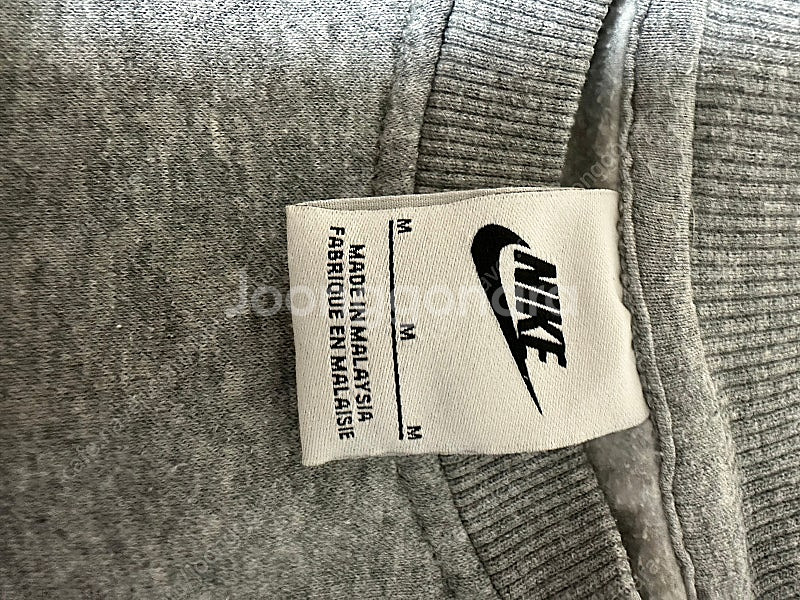 NIKE
M M M
MADE IN MALAYSIA
FABRIQUE EN MALAISIE